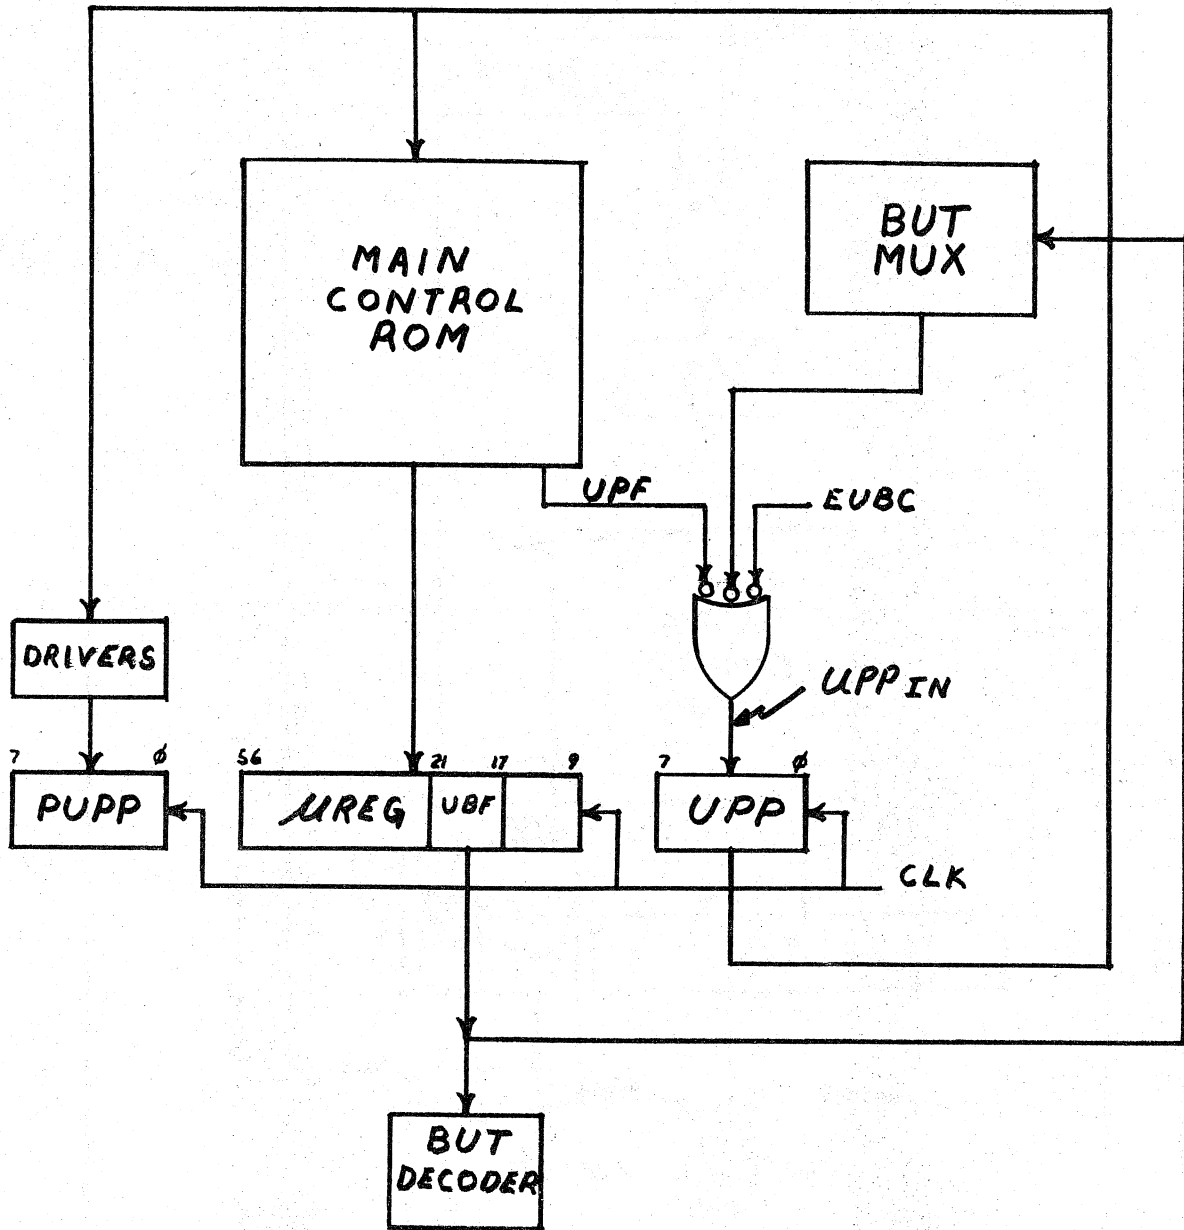 MAIN
CONTROL
ROM
BUT
MUX
UPF
EUBC
DRIVERS
UPP IN
7 Ø
PUPP
56 21 17 9
μREG UBF
7 Ø
UPP
CLK
BUT
DECODER